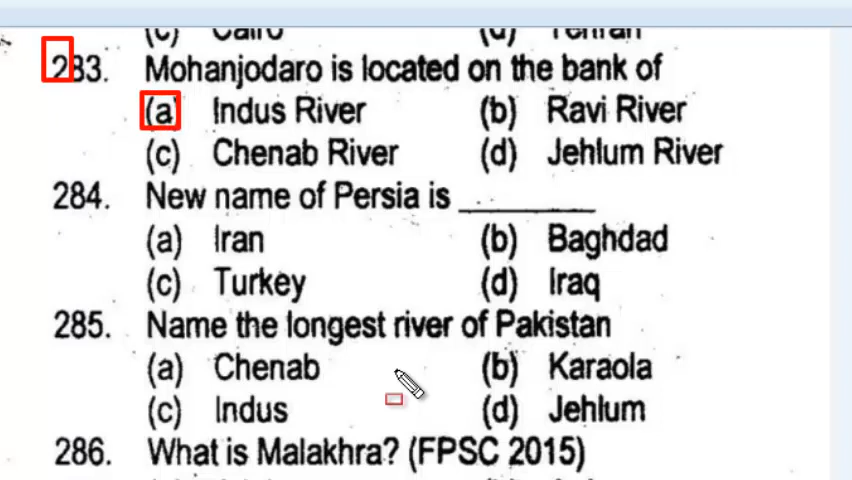 (c) Cairo (d) Tehran
283. Mohanjodaro is located on the bank of
(a) Indus River (b) Ravi River
(c) Chenab River (d) Jehlum River
284. New name of Persia is ________
(a) Iran (b) Baghdad
(c) Turkey (d) Iraq
285. Name the longest river of Pakistan
(a) Chenab (b) Karaola
(c) Indus (d) Jehlum
286. What is Malakhra? (FPSC 2015)